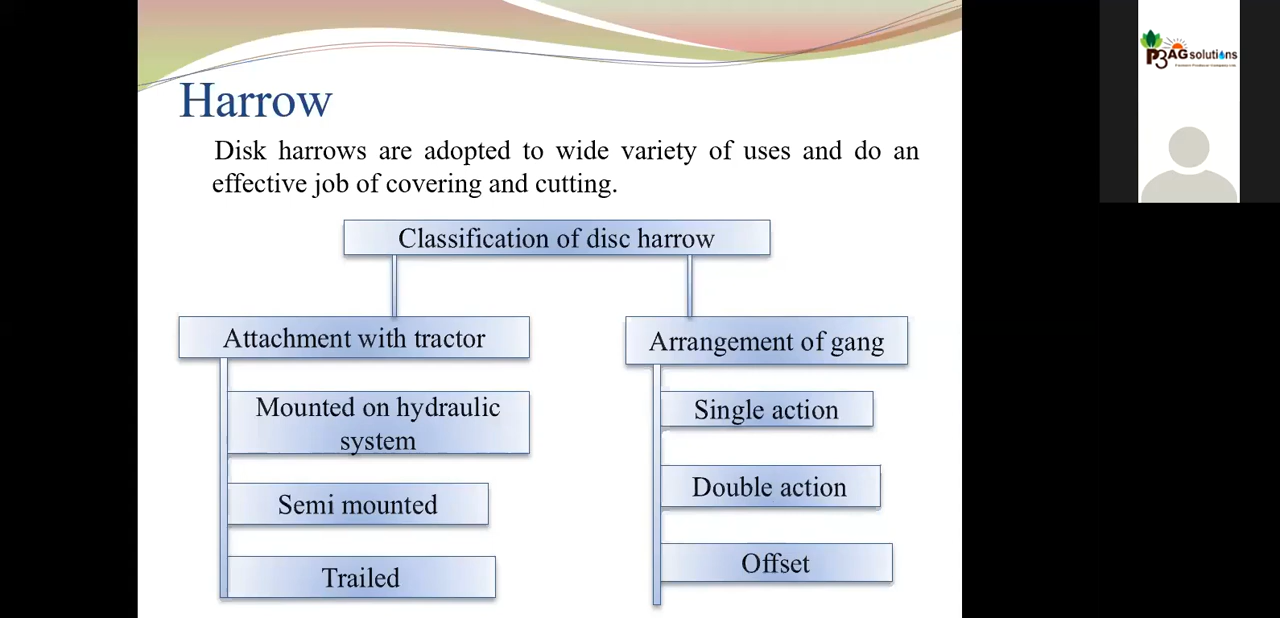 Harrow
Disk harrows are adopted to wide variety of uses and do an
effective job of covering and cutting.
Classification of disc harrow
Attachment with tractor
Arrangement of gang
Mounted on hydraulic
system
Single action
Semi mounted
Double action
Trailed
Offset
P3AGsolutions